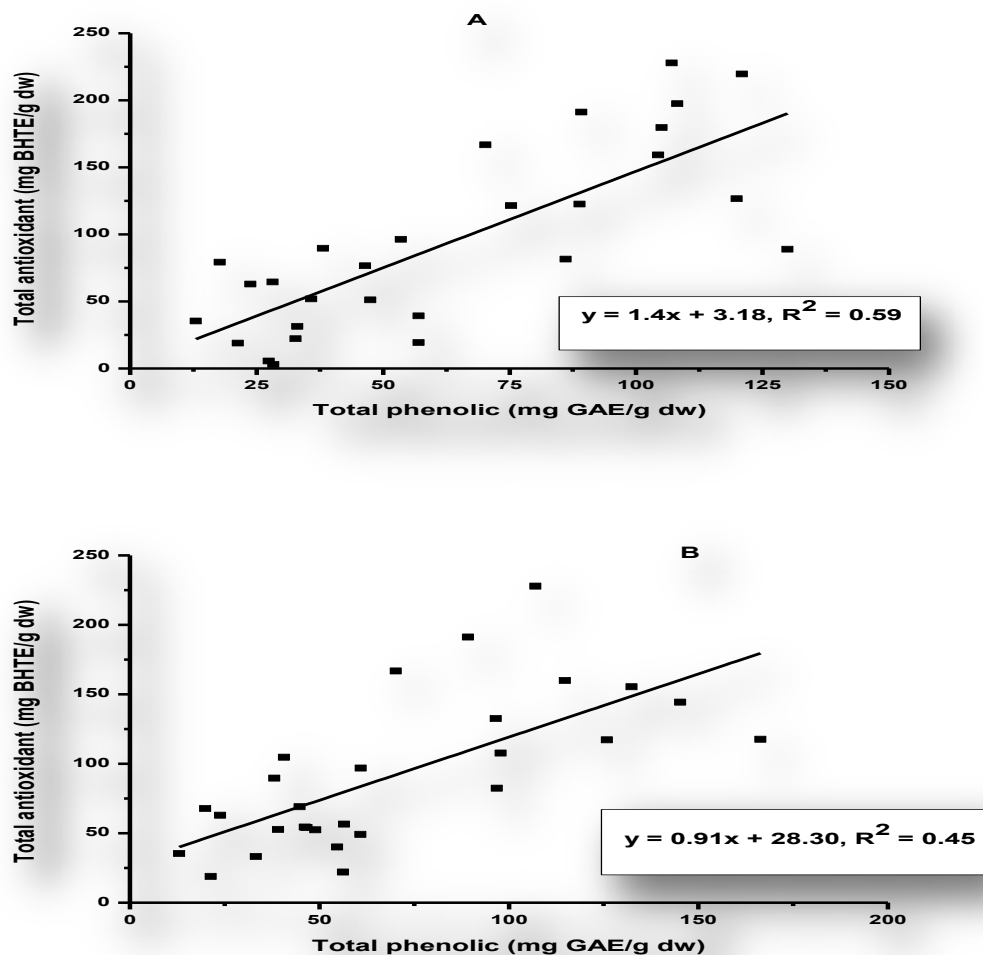 A
Total antioxidant (mg BHTE/g dw)
250
200
150
100
50
0
y = 1.4x + 3.18, R² = 0.59
0 25 50 75 100 125 150
Total phenolic (mg GAE/g dw)
B
Total antioxidant (mg BHTE/g dw)
250
200
150
100
50
0
y = 0.91x + 28.30, R² = 0.45
0 50 100 150 200
Total phenolic (mg GAE/g dw)